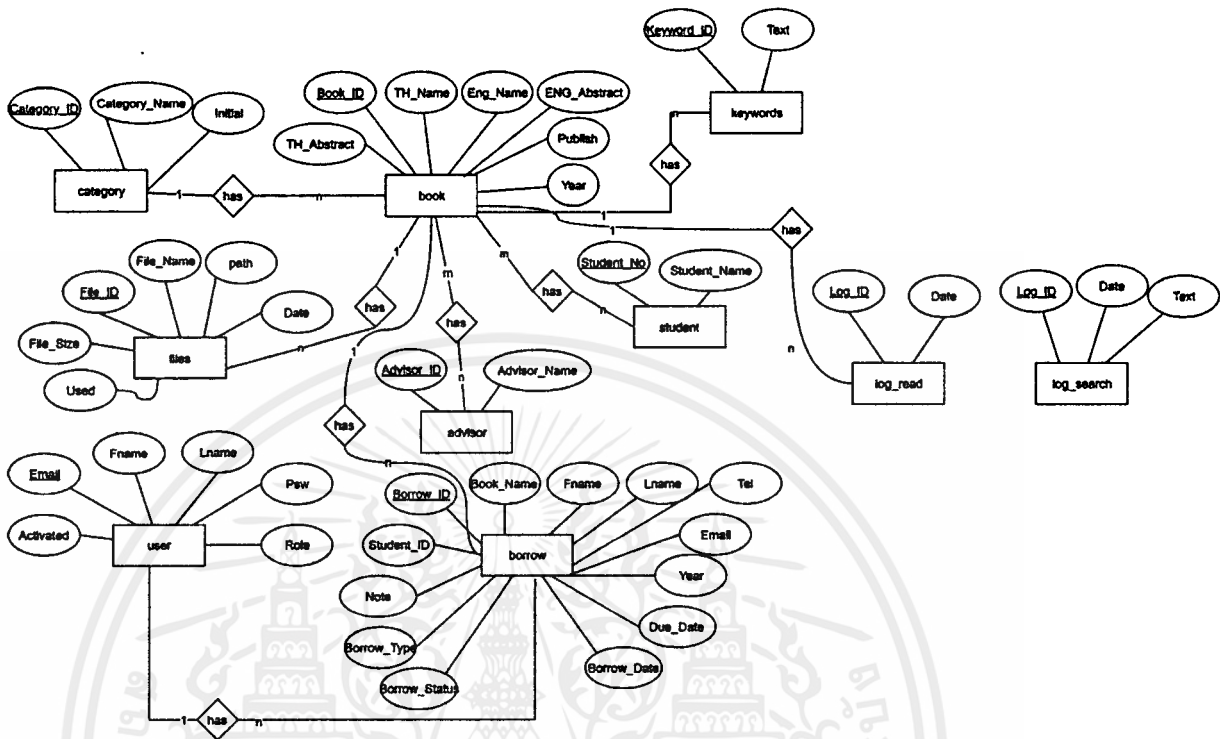 Keyword_ID
Text
keywords
n
has
1
Category_ID
Category_Name
Initial
category
1
has
n
Book_ID
TH_Name
Eng_Name
ENG_Abstract
TH_Abstract
Publish
Year
book
1
has
n
File_Name
path
File_ID
Date
File_Size
files
Used
1
has
n
m
has
n
Advisor_ID
Advisor_Name
advisor
m
has
n
Student_No
Student_Name
student
Log_ID
Date
log_read
Log_ID
Date
Text
log_search
1
has
n
Fname
Lname
Email
Psw
Activated
Role
user
Book_Name
Fname
Lname
Tel
Borrow_ID
Email
Student_ID
borrow
Year
Note
Due_Date
Borrow_Type
Borrow_Date
Borrow_Status
1
has
n